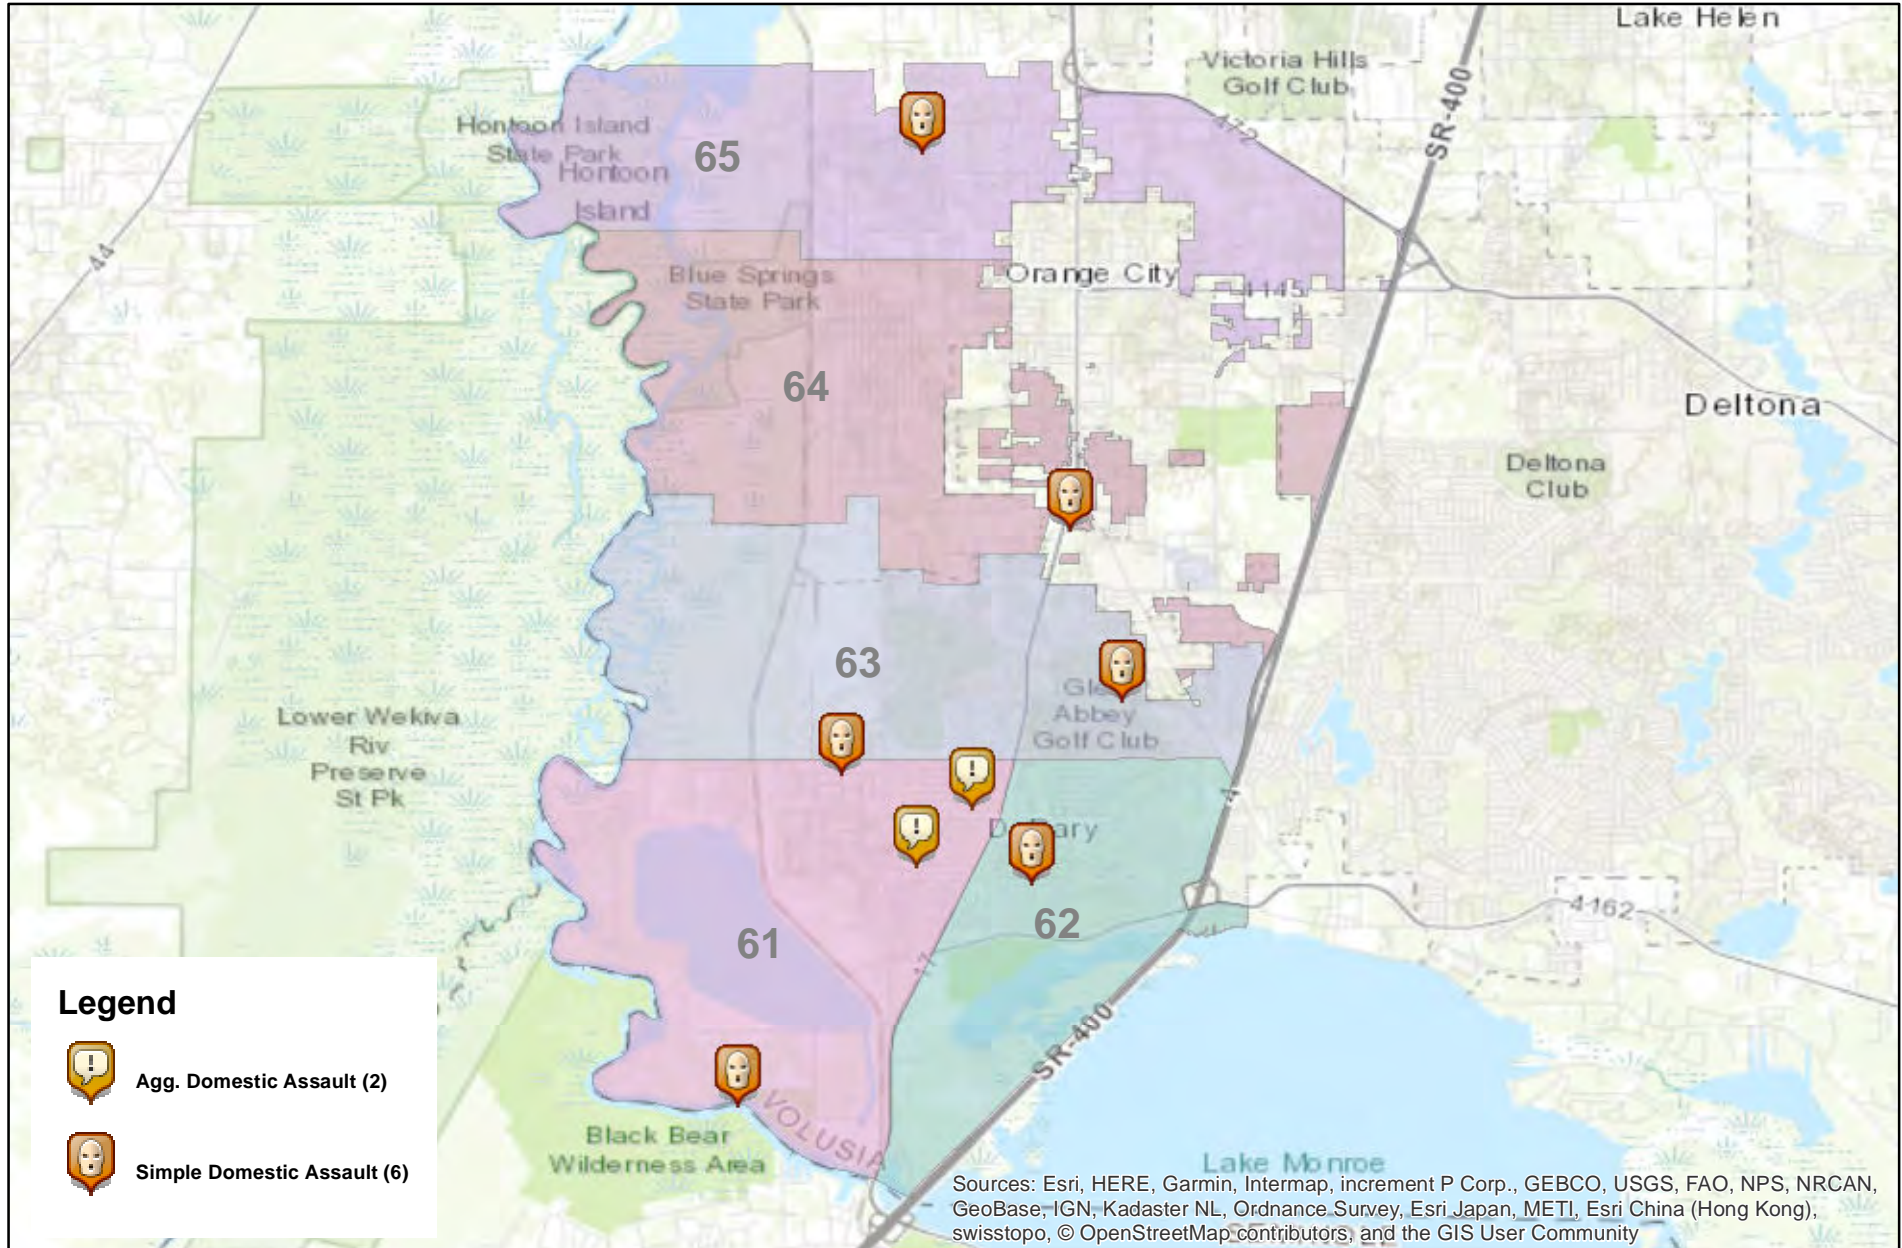 Lake Helen
Victoria Hills
Golf Club
SR-400
472
Hontoon Island
State Park
Hontoon
Island
65
44
Blue Springs
State Park
Orange City
4145
64
Deltona
Deltona
Club
63
Abbey
Golf Club
Lower Wekiva
Riv
Preserve
St Pk
4
61
62
17
4162
SR-400
Legend
Agg. Domestic Assault (2)
Simple Domestic Assault (6)
VOLUSIA
Black Bear
Wilderness Area
Lake Monroe
Sources: Esri, HERE, Garmin, Intermap, increment P Corp., GEBCO, USGS, FAO, NPS, NRCAN,
GeoBase, IGN, Kadaster NL, Ordnance Survey, Esri Japan, METI, Esri China (Hong Kong),
swisstopo, © OpenStreetMap contributors, and the GIS User Community